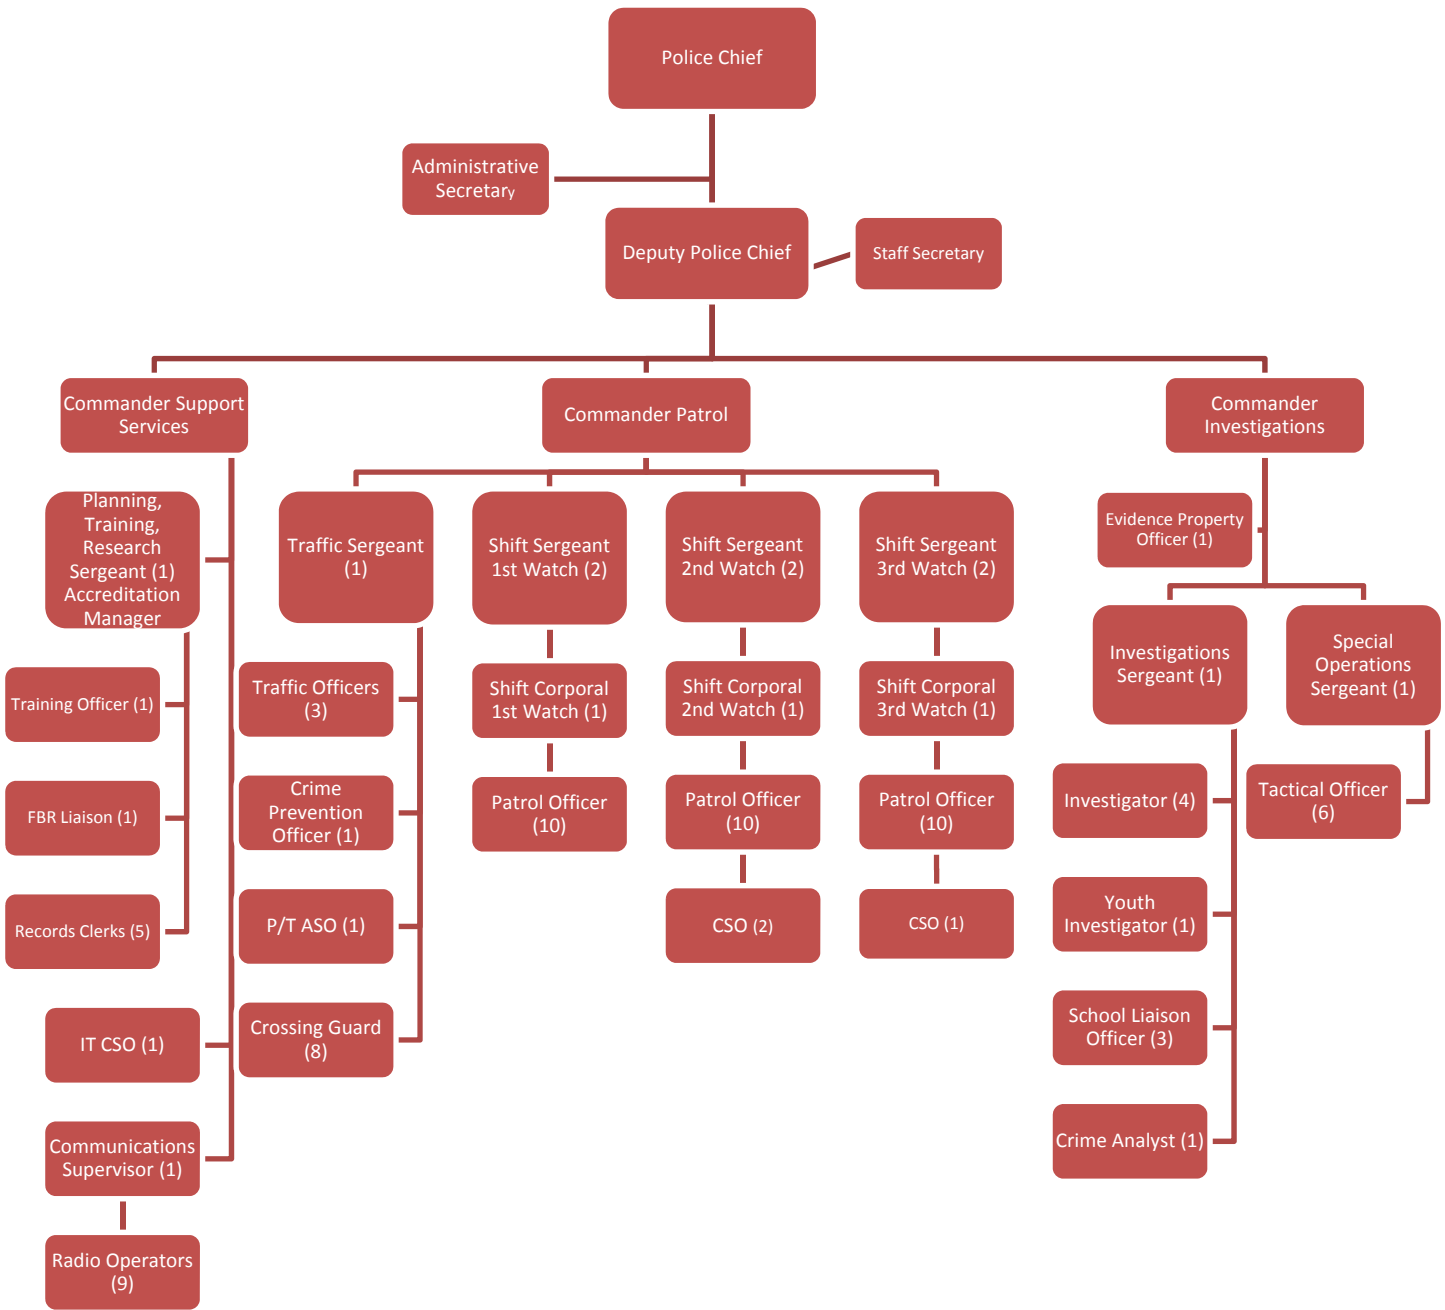 Police Chief
Administrative
Secretary
Deputy Police Chief
Staff Secretary
Commander Support
Services
Commander Patrol
Commander
Investigations
Planning,
Training,
Research
Sergeant (1)
Accreditation
Manager
Training Officer (1)
FBR Liaison (1)
Records Clerks (5)
IT CSO (1)
Communications
Supervisor (1)
Radio Operators
(9)
Traffic Sergeant
(1)
Traffic Officers
(3)
Crime
Prevention
Officer (1)
P/T ASO (1)
Crossing Guard
(8)
Shift Sergeant
1st Watch (2)
Shift Corporal
1st Watch (1)
Patrol Officer
(10)
Shift Sergeant
2nd Watch (2)
Shift Corporal
2nd Watch (1)
Patrol Officer
(10)
CSO (2)
Shift Sergeant
3rd Watch (2)
Shift Corporal
3rd Watch (1)
Patrol Officer
(10)
CSO (1)
Evidence Property
Officer (1)
Investigations
Sergeant (1)
Investigator (4)
Youth
Investigator (1)
School Liaison
Officer (3)
Crime Analyst (1)
Special
Operations
Sergeant (1)
Tactical Officer
(6)